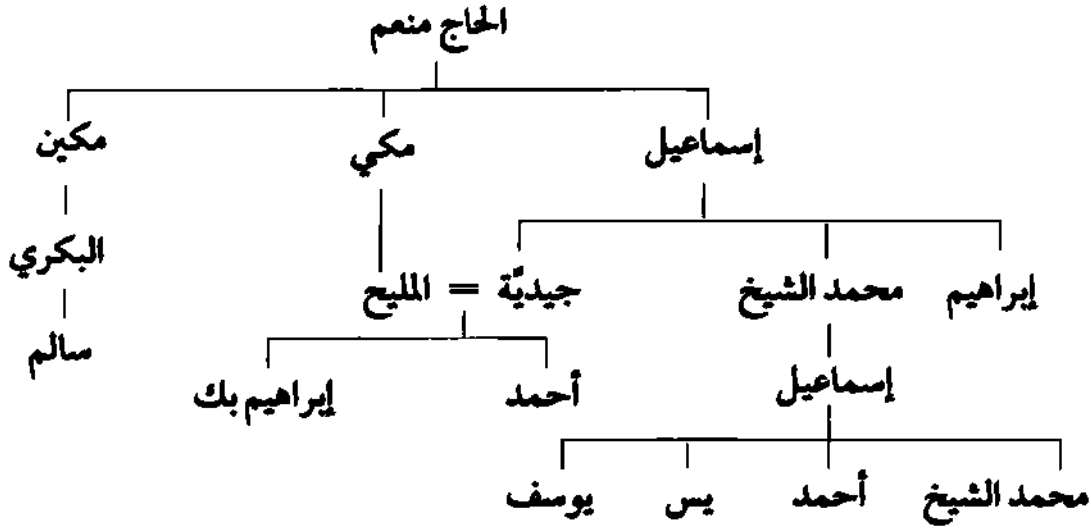 الحاج منعم
إسماعيل مكي مكين
البكري
إبراهيم محمد الشيخ جيديّة = المليح
سالم
إسماعيل
أحمد إبراهيم بك
محمد الشيخ أحمد يس يوسف